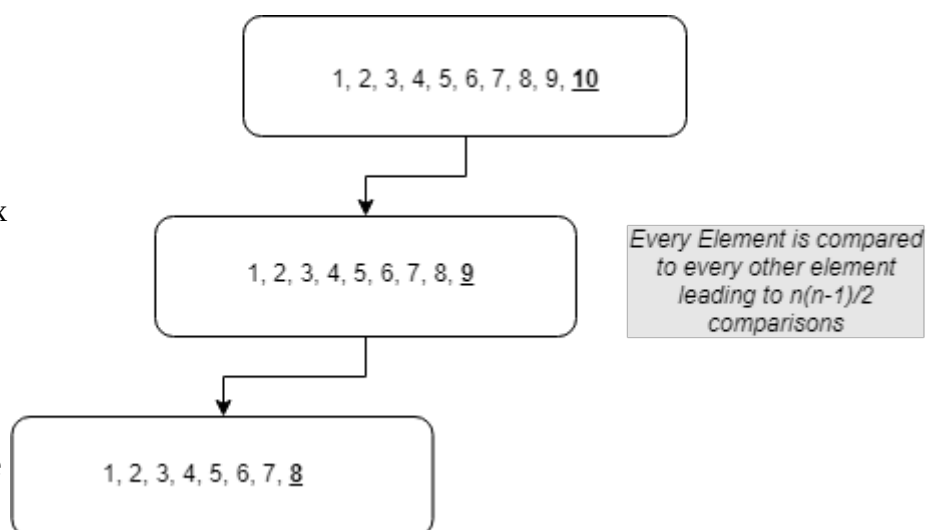 1, 2, 3, 4, 5, 6, 7, 8, 9, 10
x
1, 2, 3, 4, 5, 6, 7, 8, 9
Every Element is compared
to every other element
leading to n(n-1)/2
comparisons
1, 2, 3, 4, 5, 6, 7, 8